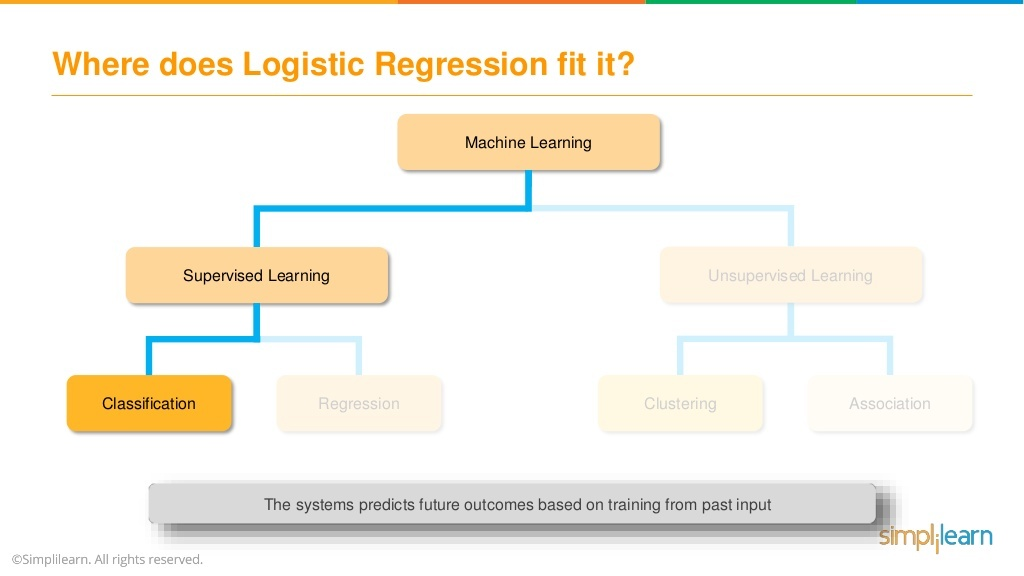 Where does Logistic Regression fit it?
Machine Learning
Supervised Learning
Unsupervised Learning
Classification
Regression
Clustering
Association
The systems predicts future outcomes based on training from past input
simplilearn
©Simplilearn. All rights reserved.